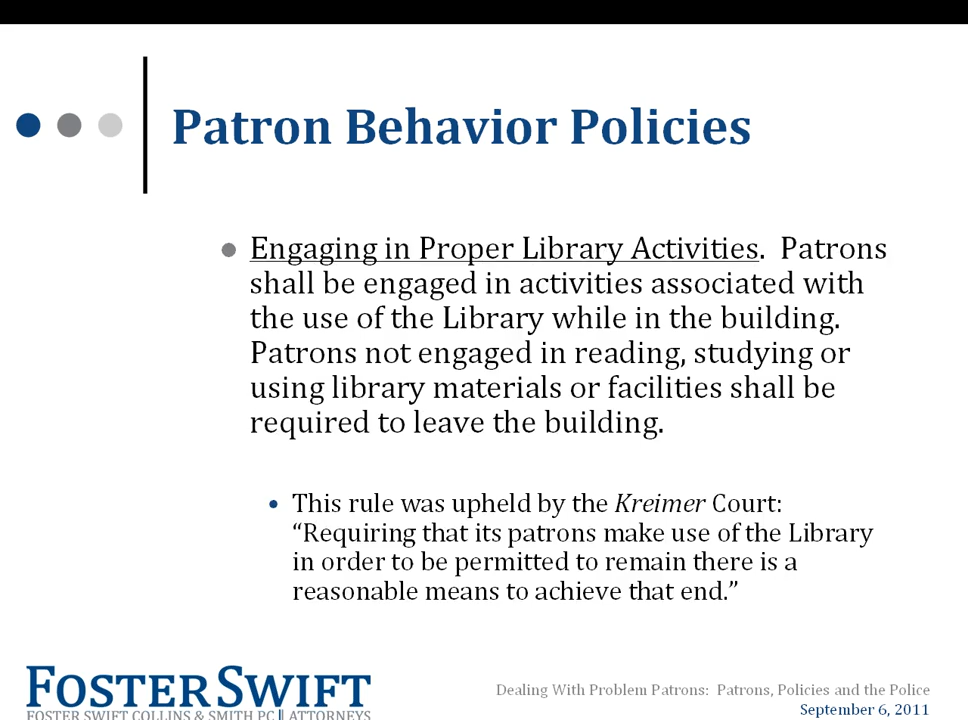 Patron Behavior Policies
Engaging in Proper Library Activities.  Patrons
shall be engaged in activities associated with
the use of the Library while in the building.
Patrons not engaged in reading, studying or
using library materials or facilities shall be
required to leave the building.
This rule was upheld by the Kreimer Court:
“Requiring that its patrons make use of the Library
in order to be permitted to remain there is a
reasonable means to achieve that end.”
FOSTER SWIFT
FOSTER SWIFT COLLINS & SMITH PC || ATTORNEYS
Dealing With Problem Patrons:  Patrons, Policies and the Police
September 6, 2011